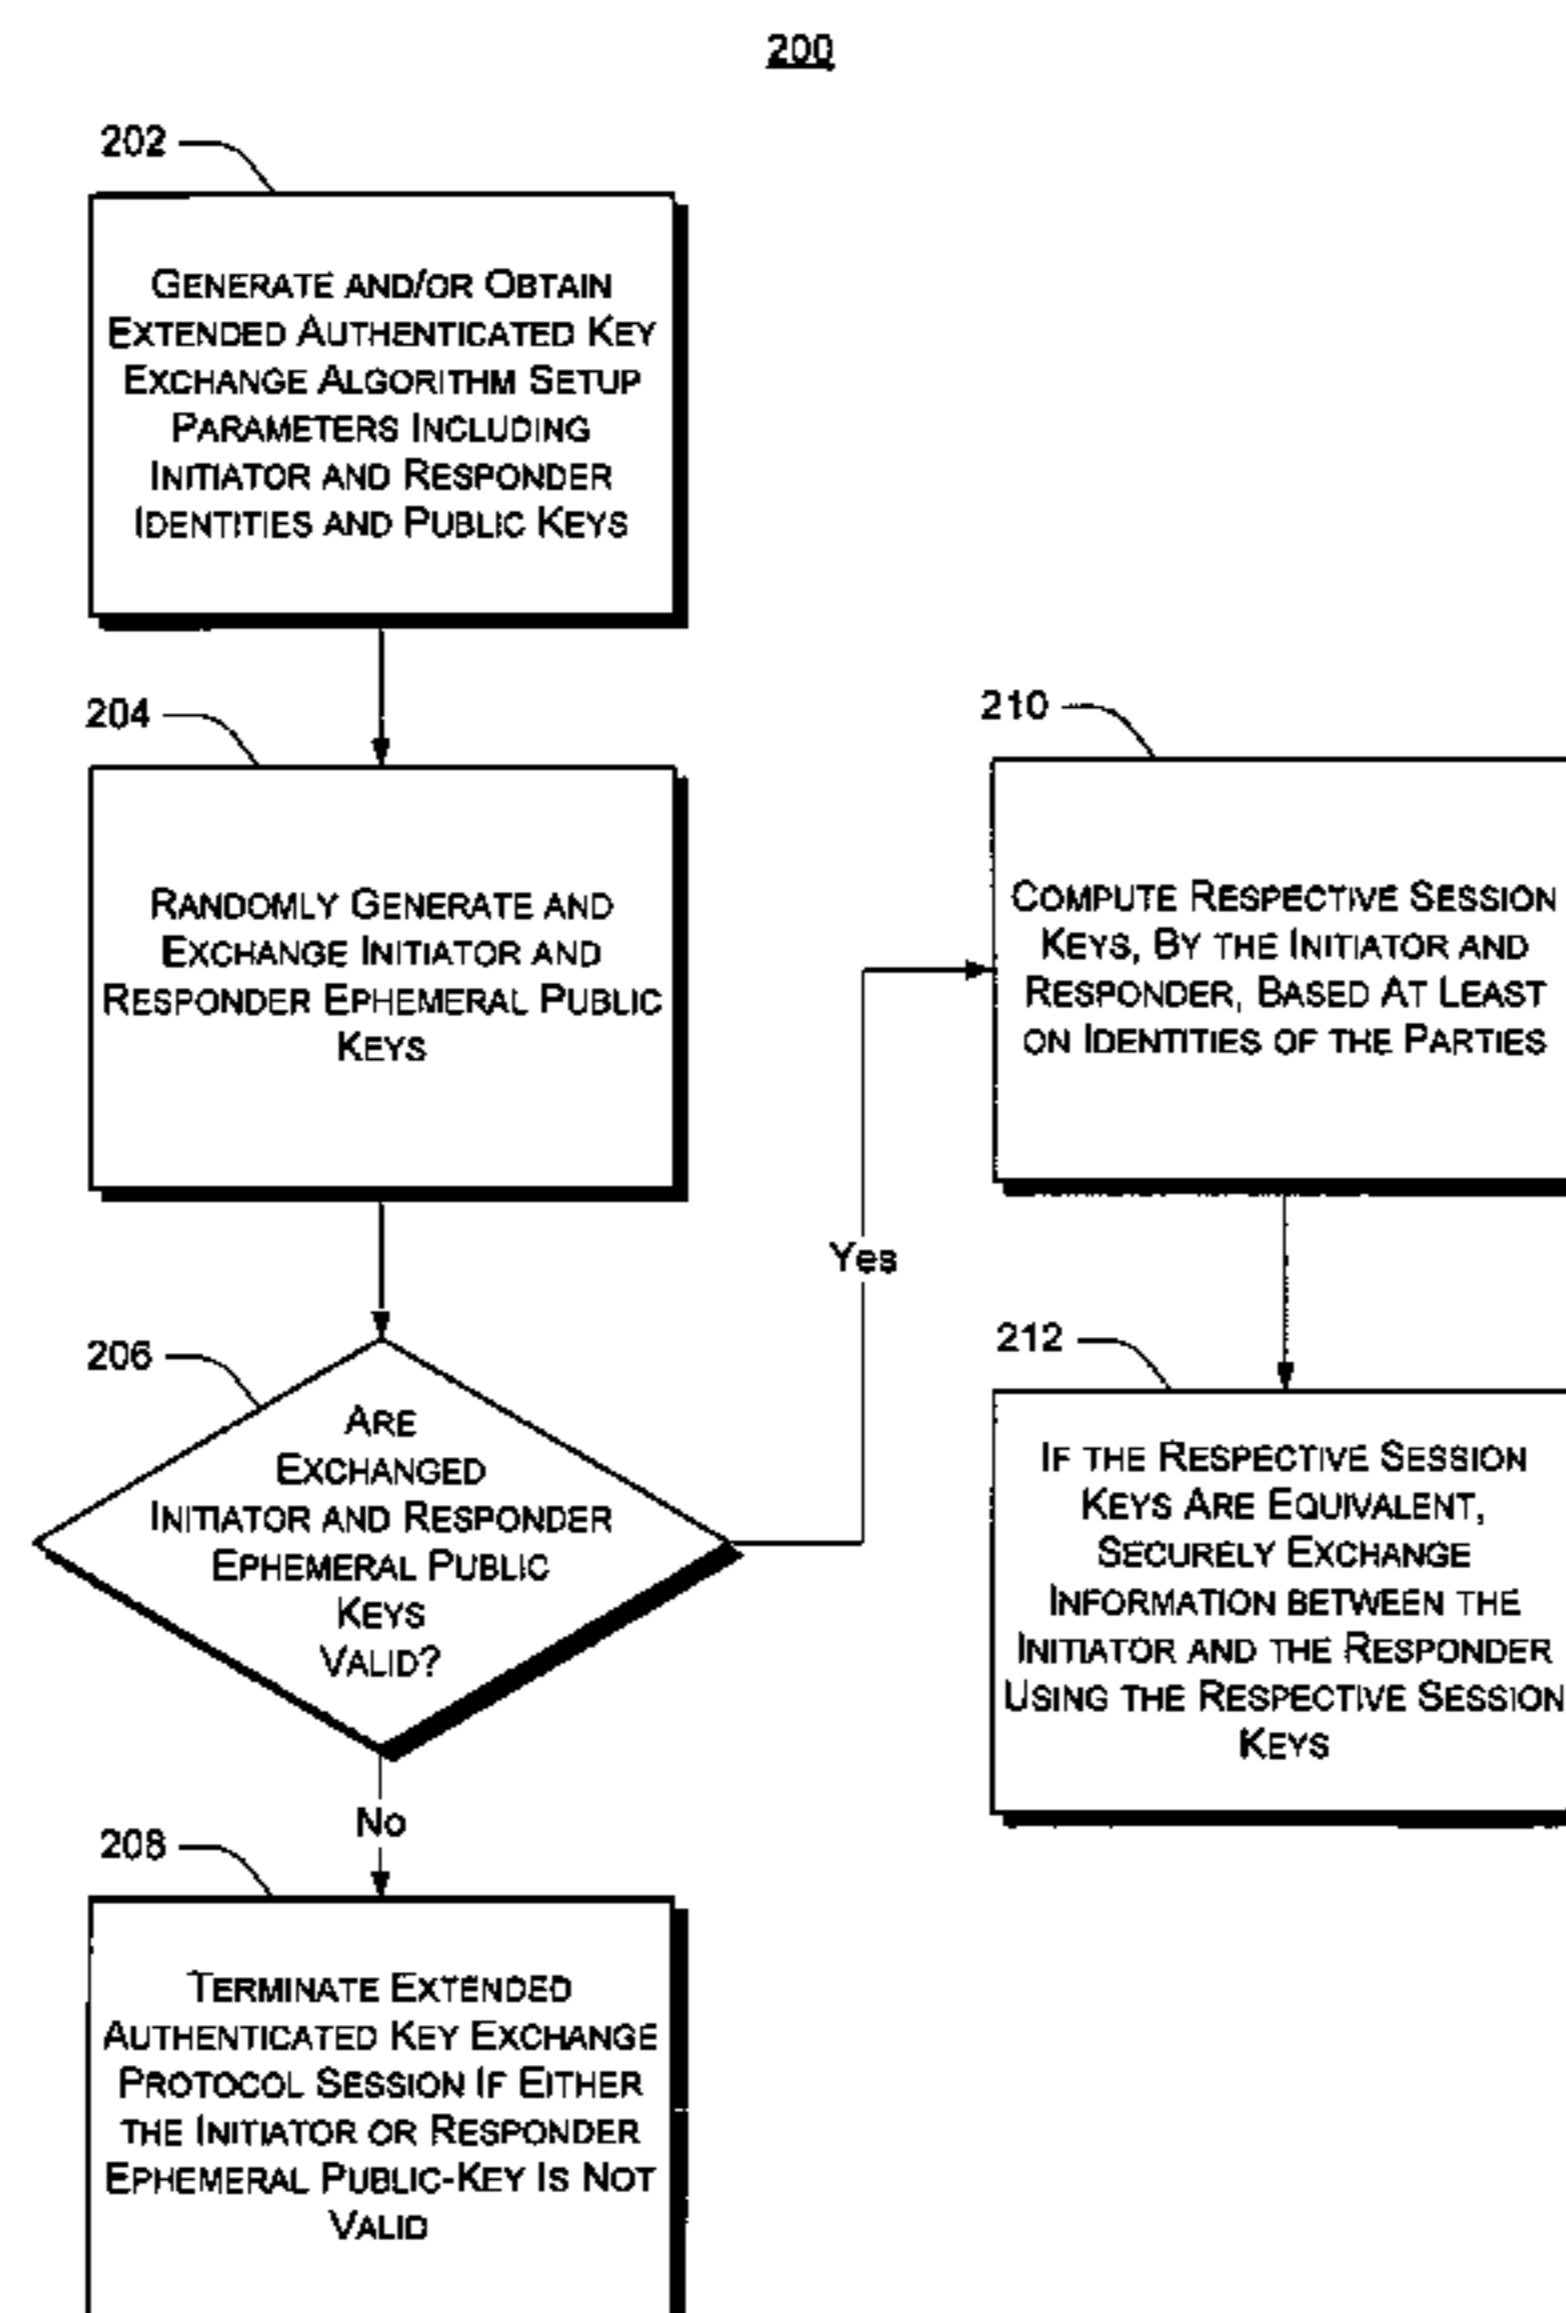 200
202
GENERATE AND/OR OBTAIN
EXTENDED AUTHENTICATED KEY
EXCHANGE ALGORITHM SETUP
PARAMETERS INCLUDING
INITIATOR AND RESPONDER
IDENTITIES AND PUBLIC KEYS
204
RANDOMLY GENERATE AND
EXCHANGE INITIATOR AND
RESPONDER EPHEMERAL PUBLIC
KEYS
206
ARE
EXCHANGED
INITIATOR AND RESPONDER
EPHEMERAL PUBLIC
KEYS
VALID?
No
208
TERMINATE EXTENDED
AUTHENTICATED KEY EXCHANGE
PROTOCOL SESSION IF EITHER
THE INITIATOR OR RESPONDER
EPHEMERAL PUBLIC-KEY IS NOT
VALID
Yes
210
COMPUTE RESPECTIVE SESSION
KEYS, BY THE INITIATOR AND
RESPONDER, BASED AT LEAST
ON IDENTITIES OF THE PARTIES
212
IF THE RESPECTIVE SESSION
KEYS ARE EQUIVALENT,
SECURELY EXCHANGE
INFORMATION BETWEEN THE
INITIATOR AND THE RESPONDER
USING THE RESPECTIVE SESSION
KEYS